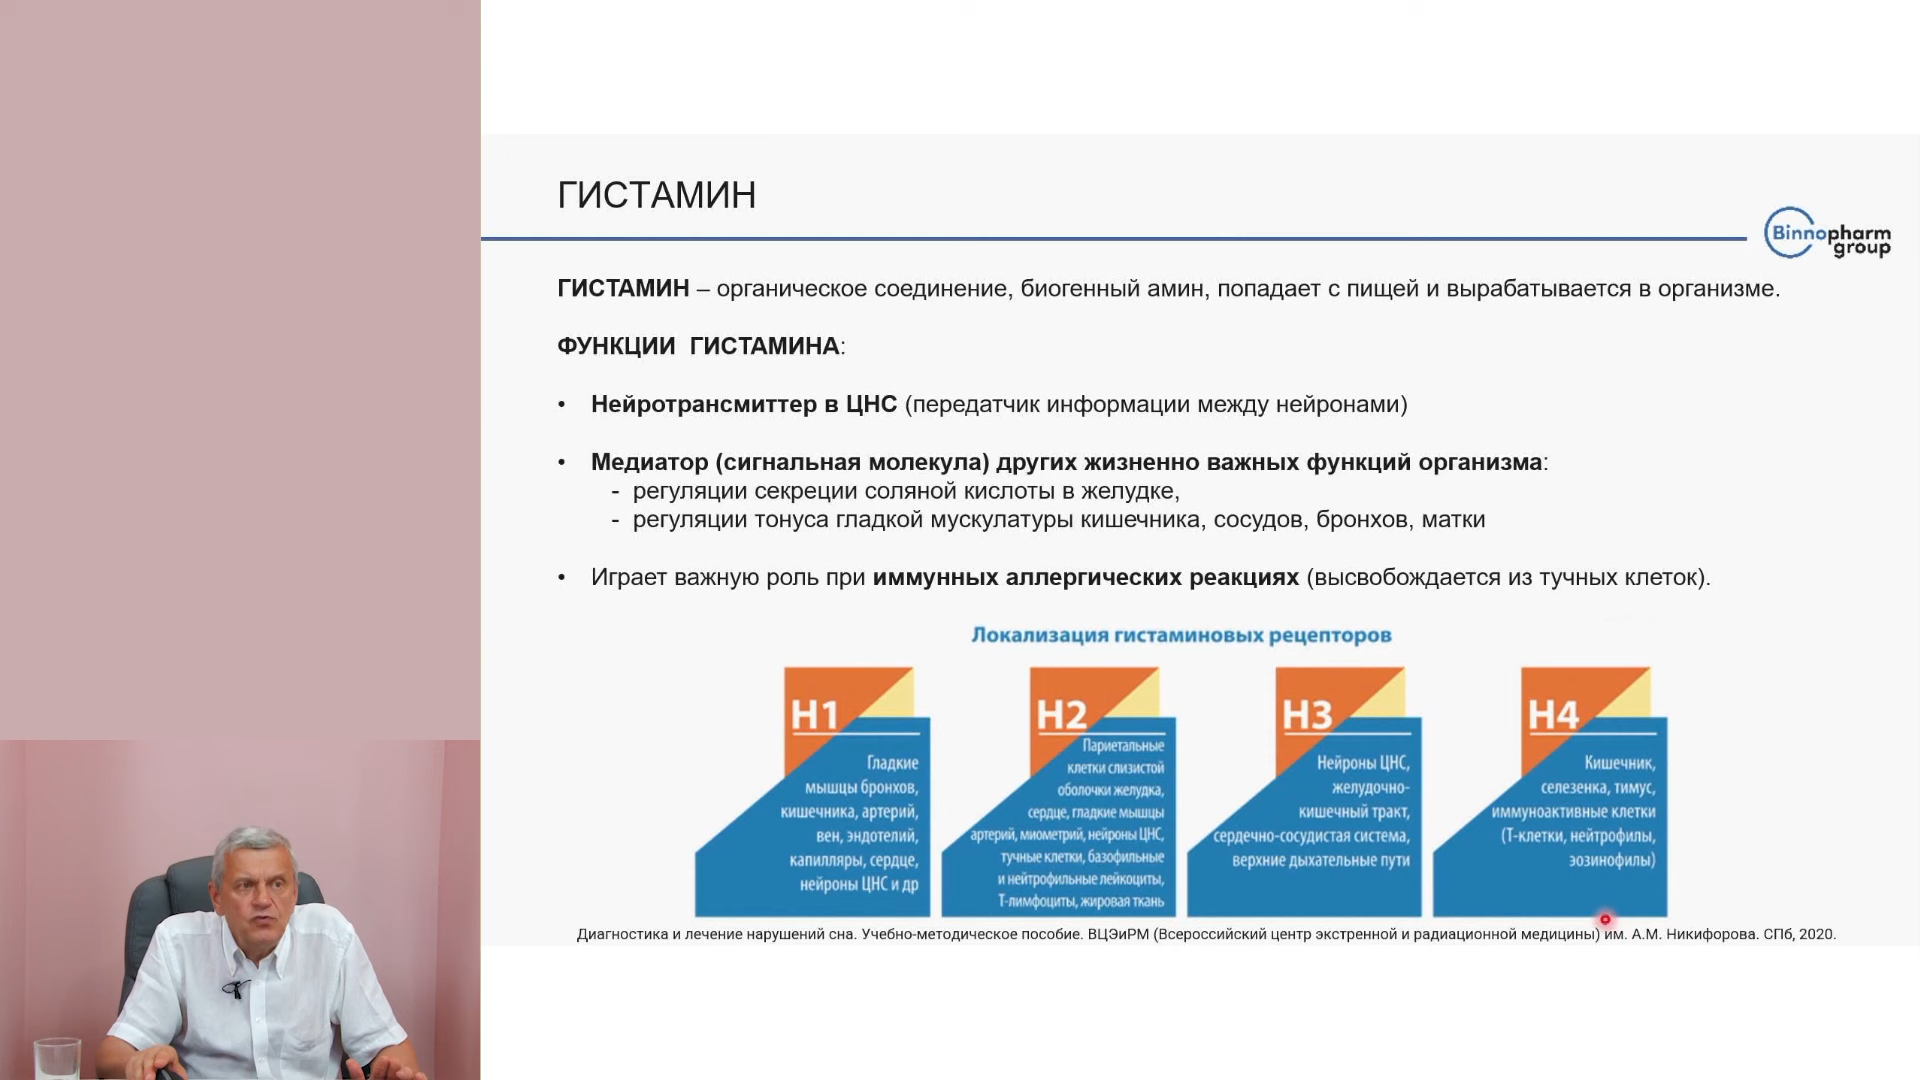 ГИСТАМИН
Binnopharm
group
ГИСТАМИН – органическое соединение, биогенный амин, попадает с пищей и вырабатывается в организме.
ФУНКЦИИ ГИСТАМИНА:
• Нейротрансмиттер в ЦНС (передатчик информации между нейронами)
• Медиатор (сигнальная молекула) других жизненно важных функций организма:
- регуляции секреции соляной кислоты в желудке,
- регуляции тонуса гладкой мускулатуры кишечника, сосудов, бронхов, матки
• Играет важную роль при иммунных аллергических реакциях (высвобождается из тучных клеток).
Локализация гистаминовых рецепторов
H1
Гладкие
мышцы бронхов,
кишечника, артерий,
вен, эндотелий,
капилляры, сердце,
нейроны ЦНС и др
H2
Париетальные
клетки слизистой
оболочки желудка,
сердце, гладкие мышцы
артерий, миометрий, нейроны ЦНС,
тучные клетки, базофильные
и нейтрофильные лейкоциты,
Т-лимфоциты, жировая ткань
H3
Нейроны ЦНС,
желудочно-
кишечный тракт,
сердечно-сосудистая система,
верхние дыхательные пути
H4
Кишечник,
селезенка, тимус,
иммуноактивные клетки
(Т-клетки, нейтрофилы,
эозинофилы)
Диагностика и лечение нарушений сна. Учебно-методическое пособие. ВЦЭиРМ (Всероссийский центр экстренной и радиационной медицины) им. А.М. Никифорова. СПб, 2020.